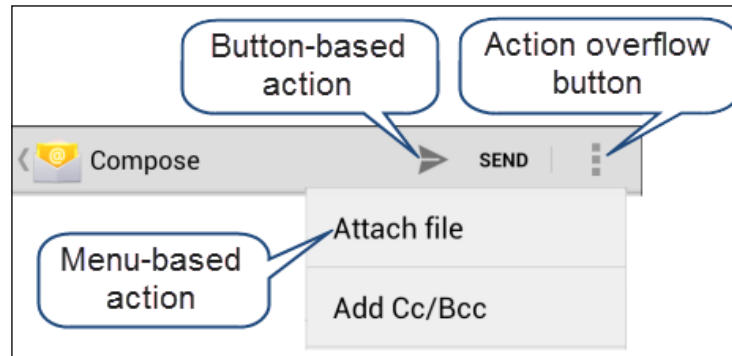 Button-based
action
Action overflow
button
@
Compose
SEND
Attach file
Menu-based
action
Add Cc/Bcc